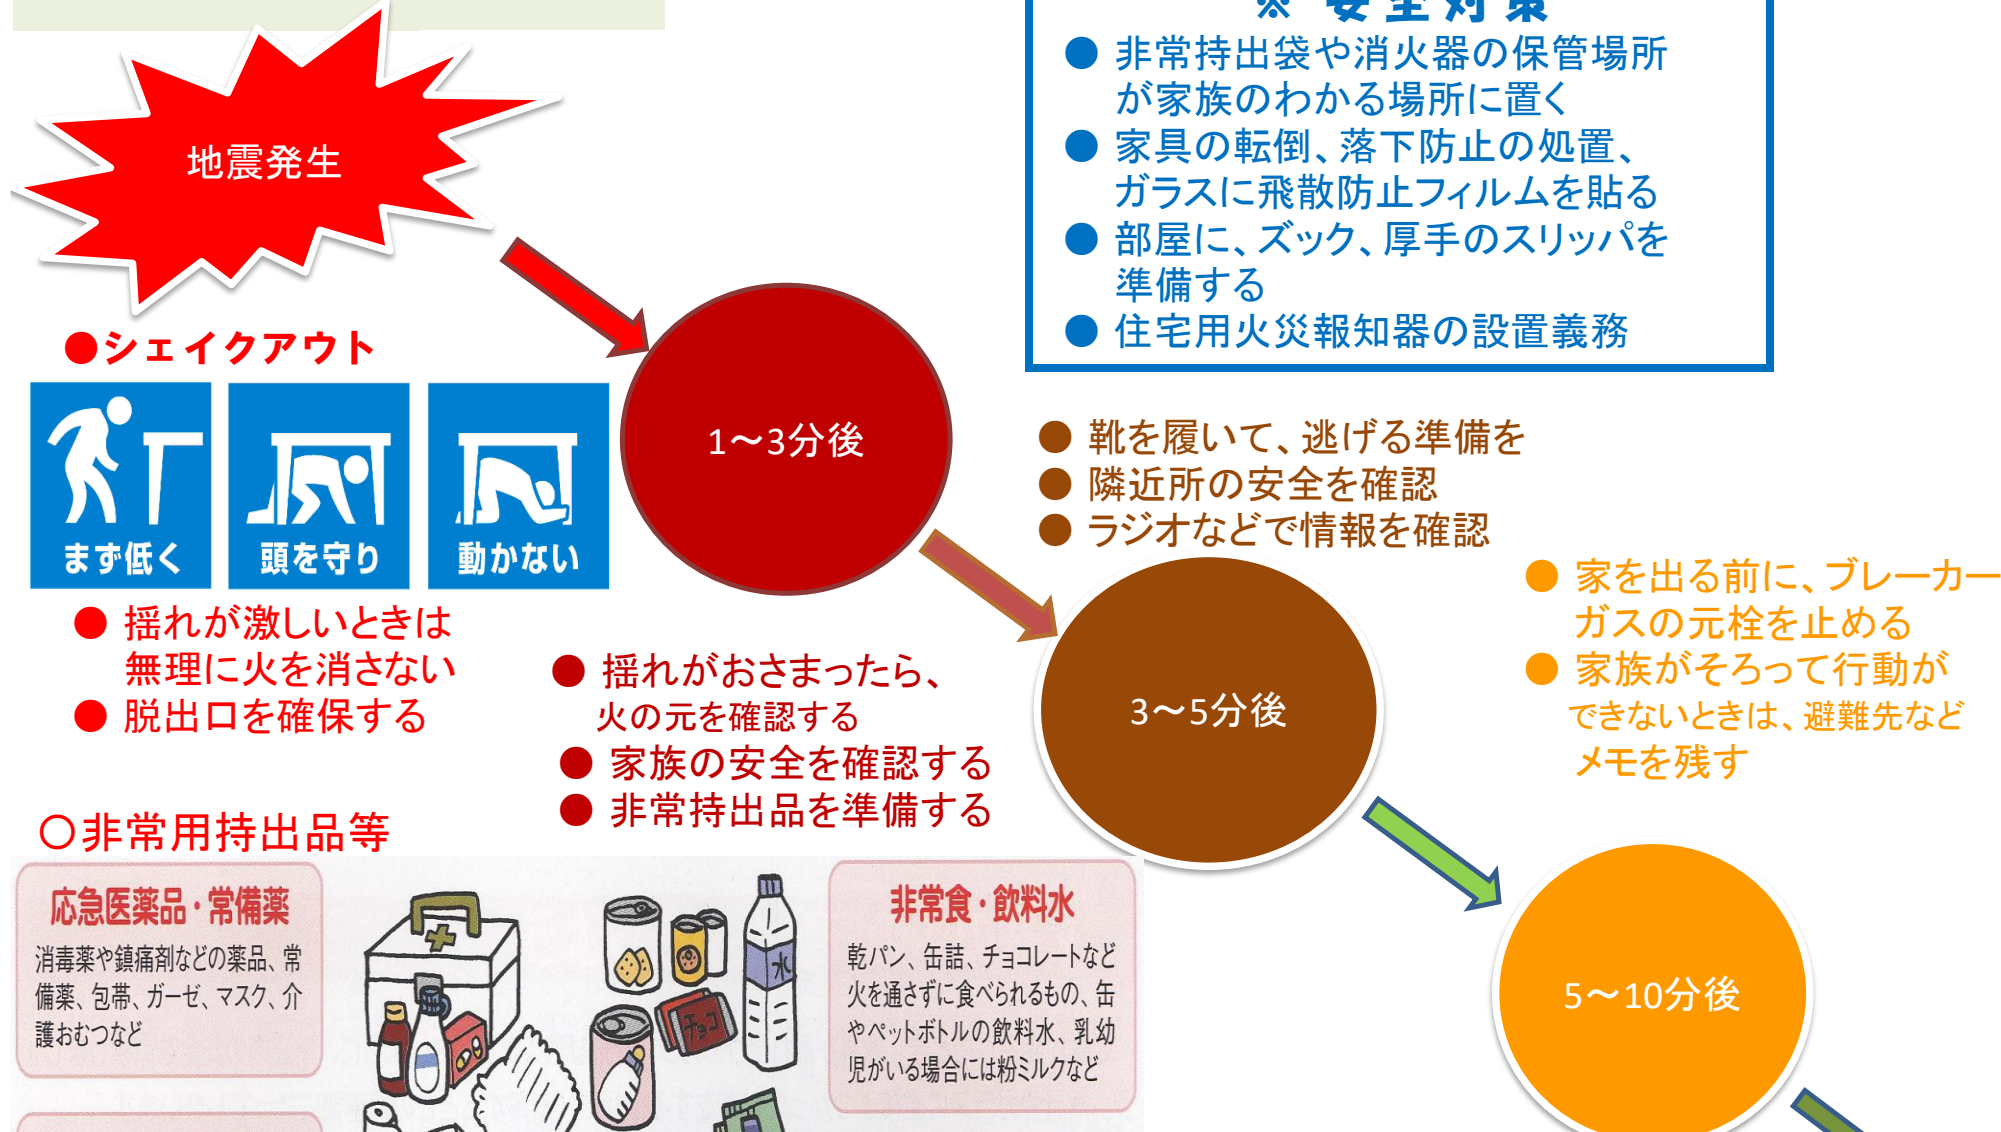 地震発生
※ 安全対策
● 非常持出袋や消火器の保管場所
が家族のわかる場所に置く
● 家具の転倒、落下防止の処置、
ガラスに飛散防止フィルムを貼る
● 部屋に、ズック、厚手のスリッパを
準備する
● 住宅用火災報知器の設置義務
●シェイクアウト
まず低く
頭を守り
動かない
● 揺れが激しいときは
無理に火を消さない
● 脱出口を確保する
1～3分後
● 揺れがおさまったら、
火の元を確認する
● 家族の安全を確認する
● 非常持出品を準備する
● 靴を履いて、逃げる準備を
● 隣近所の安全を確認
● ラジオなどで情報を確認
3～5分後
● 家を出る前に、ブレーカー
ガスの元栓を止める
● 家族がそろって行動が
できないときは、避難先など
メモを残す
5～10分後
〇非常用持出品等
応急医薬品・常備薬
消毒薬や鎮痛剤などの薬品、常
備薬、包帯、ガーゼ、マスク、介
護おむつなど
水
チョコ
非常食・飲料水
乾パン、缶詰、チョコレートなど
火を通さずに食べられるもの、缶
やペットボトルの飲料水、乳幼
児がいる場合には粉ミルクなど